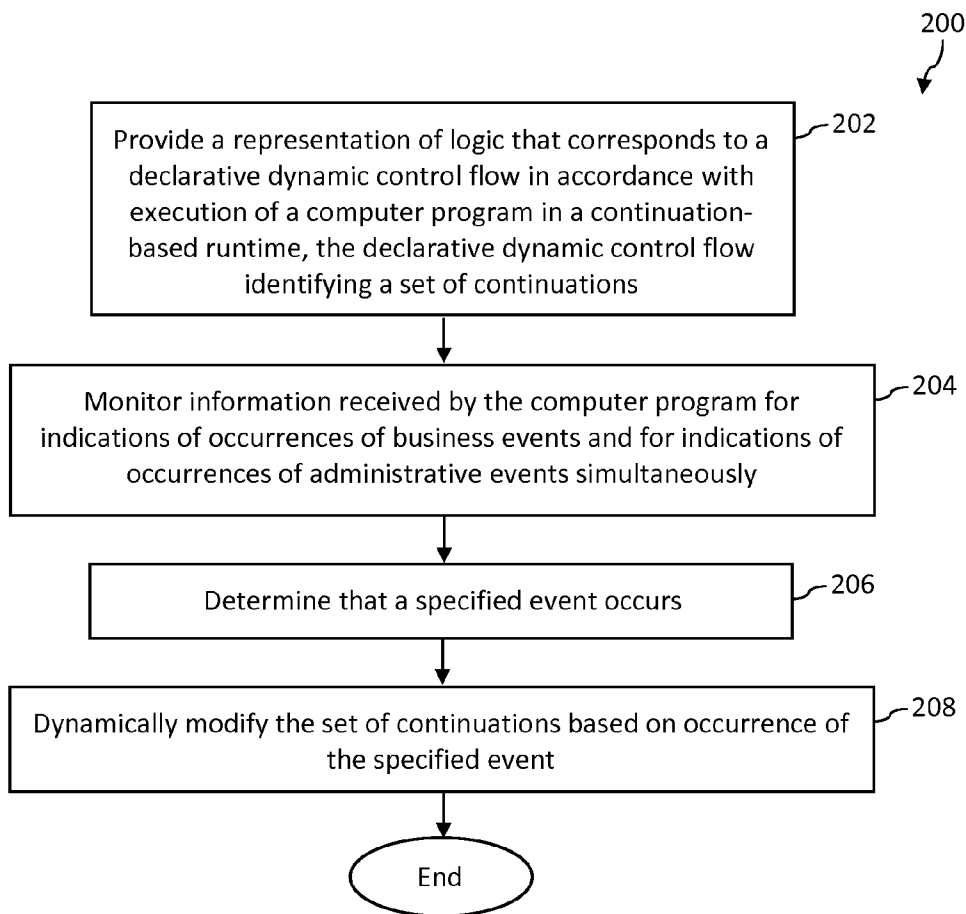 200
Provide a representation of logic that corresponds to a
declarative dynamic control flow in accordance with
execution of a computer program in a continuation-
based runtime, the declarative dynamic control flow
identifying a set of continuations
202
Monitor information received by the computer program for
indications of occurrences of business events and for indications of
occurrences of administrative events simultaneously
204
Determine that a specified event occurs
206
Dynamically modify the set of continuations based on occurrence of
the specified event
208
End